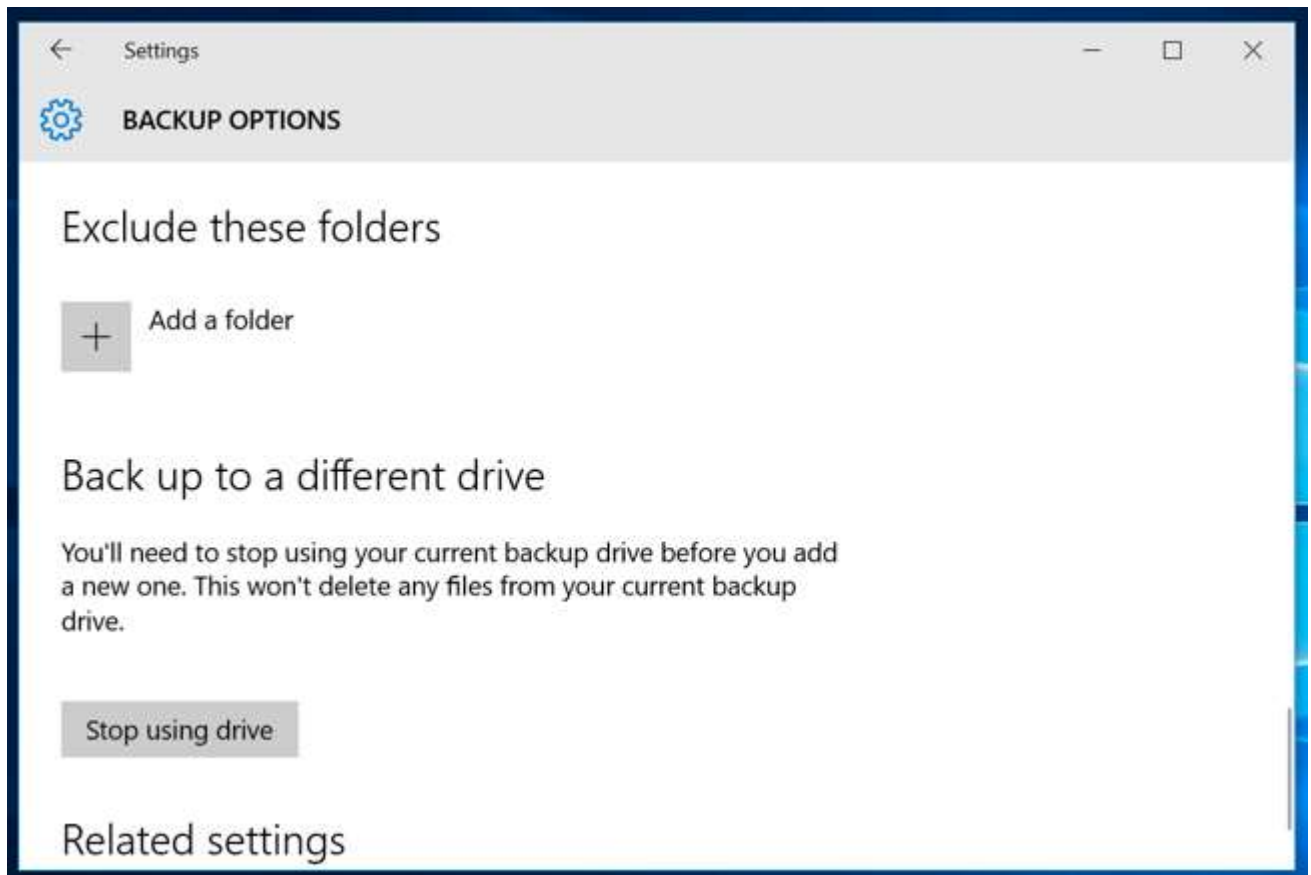 Settings
BACKUP OPTIONS
Exclude these folders
Add a folder
Back up to a different drive
You'll need to stop using your current backup drive before you add
a new one. This won't delete any files from your current backup
drive.
Stop using drive
Related settings